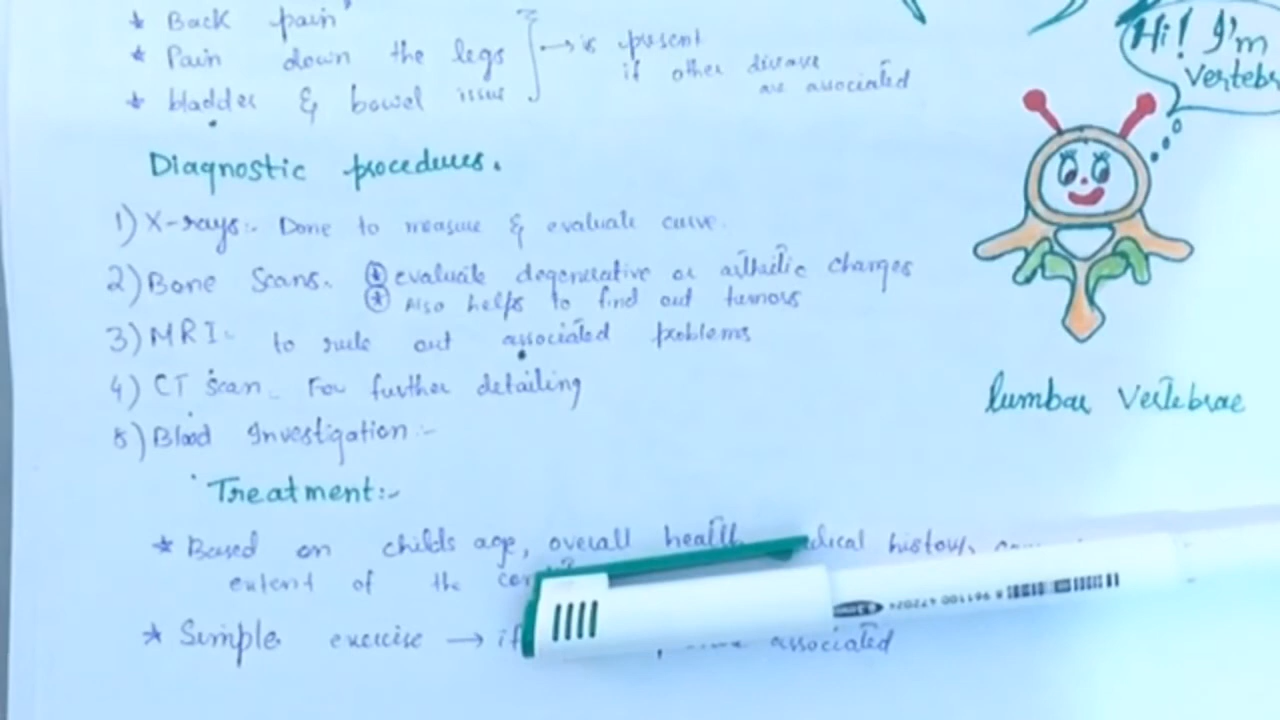 * Back pain
* Pain down the legs
* bladder & bowel issue
→ is present
if other disease
are associated
Hi! I'm
Vertebr
Diagnostic procedures.
1) X-rays:- Done to measure & evaluate curve.
2) Bone Scans. * evaluate degenerative or arthritic changes
* Also helps to find out tumors
3) MRI:- to rule out associated problems
4) CT Scan.. For further detailing
5) Blood Investigation:-
lumbar Vertebrae
Treatment:-
* Based on childs age, overall health, history,
extent of the
* Simple exercise → if associated
8 961100 472024